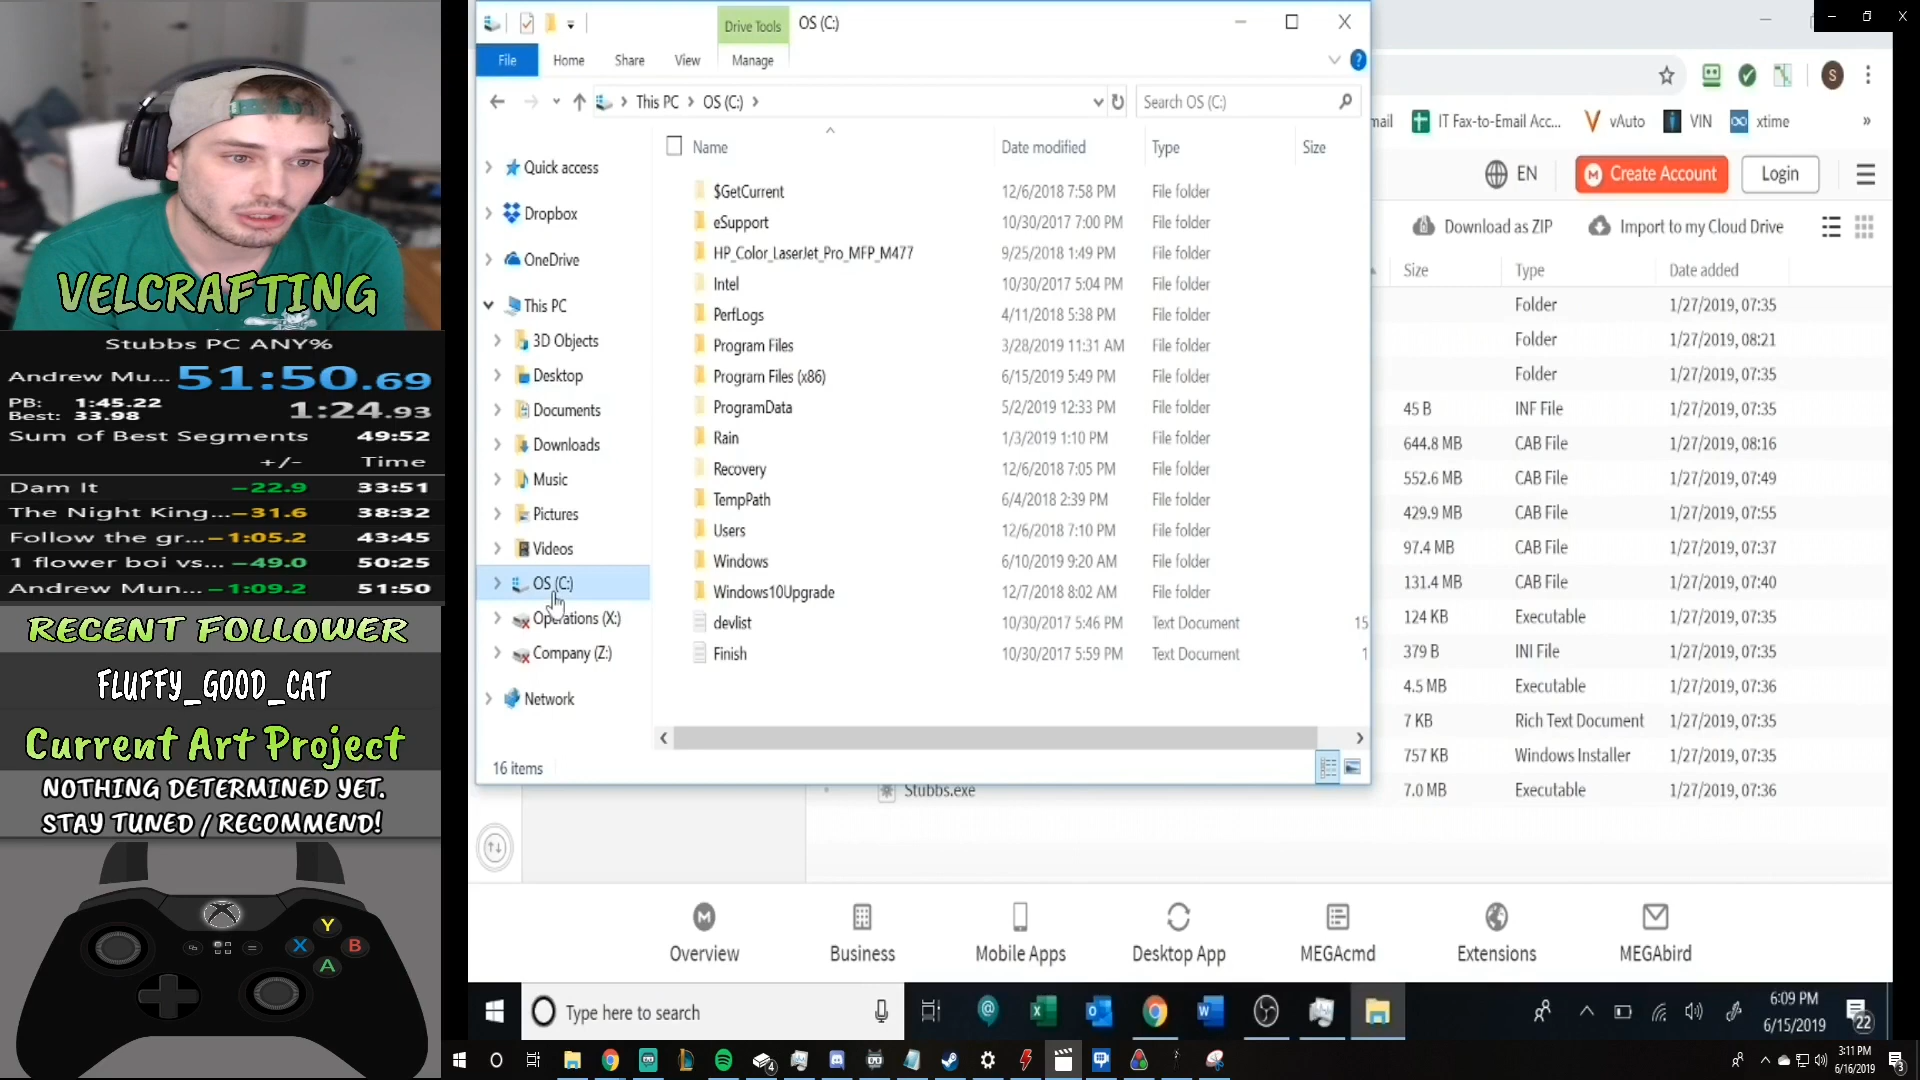 VELCRAFTING
Stubbs PC ANY%
Andrew Mu... 51:50.69
PB: 1:45.22
Best: 33.98
1:24.93
Sum of Best Segments 49:52
+/- Time
Dam It -22.9 33:51
The Night King... -31.6 38:32
Follow the gr... -1:05.2 43:45
1 flower boi vs... -49.0 50:25
Andrew Mun... -1:09.2 51:50
RECENT FOLLOWER
FLUFFY_GOOD_CAT
Current Art Project
NOTHING DETERMINED YET.
STAY TUNED / RECOMMEND!
Y
X B
A
Drive Tools OS (C:)
File Home Share View Manage
This PC OS (C:) Search OS (C:)
Name Date modified Type Size
Quick access
Dropbox
OneDrive
This PC
3D Objects
Desktop
Documents
Downloads
Music
Pictures
Videos
OS (C:)
Operations (X:)
Company (Z:)
Network
$GetCurrent 12/6/2018 7:58 PM File folder
eSupport 10/30/2017 7:00 PM File folder
HP_Color_LaserJet_Pro_MFP_M477 9/25/2018 1:49 PM File folder
Intel 10/30/2017 5:04 PM File folder
PerfLogs 4/11/2018 5:38 PM File folder
Program Files 3/28/2019 11:31 AM File folder
Program Files (x86) 6/15/2019 5:49 PM File folder
ProgramData 5/2/2019 12:33 PM File folder
Rain 1/3/2019 1:10 PM File folder
Recovery 12/6/2018 7:05 PM File folder
TempPath 6/4/2018 2:39 PM File folder
Users 12/6/2018 7:10 PM File folder
Windows 6/10/2019 9:20 AM File folder
Windows10Upgrade 12/7/2018 8:02 AM File folder
devlist 10/30/2017 5:46 PM Text Document 15
Finish 10/30/2017 5:59 PM Text Document 1
16 items
S
mail IT Fax-to-Email Acc... vAuto VIN xtime »
EN Create Account Login
Download as ZIP Import to my Cloud Drive
Size Type Date added
Folder 1/27/2019, 07:35
Folder 1/27/2019, 08:21
Folder 1/27/2019, 07:35
45 B INF File 1/27/2019, 07:35
644.8 MB CAB File 1/27/2019, 08:16
552.6 MB CAB File 1/27/2019, 07:49
429.9 MB CAB File 1/27/2019, 07:55
97.4 MB CAB File 1/27/2019, 07:37
131.4 MB CAB File 1/27/2019, 07:40
124 KB Executable 1/27/2019, 07:35
379 B INI File 1/27/2019, 07:35
4.5 MB Executable 1/27/2019, 07:36
7 KB Rich Text Document 1/27/2019, 07:35
757 KB Windows Installer 1/27/2019, 07:35
Stubbs.exe 7.0 MB Executable 1/27/2019, 07:36
Overview Business Mobile Apps Desktop App MEGAcmd Extensions MEGAbird
Type here to search
6:09 PM
6/15/2019
22
3:11 PM
6/16/2019
3